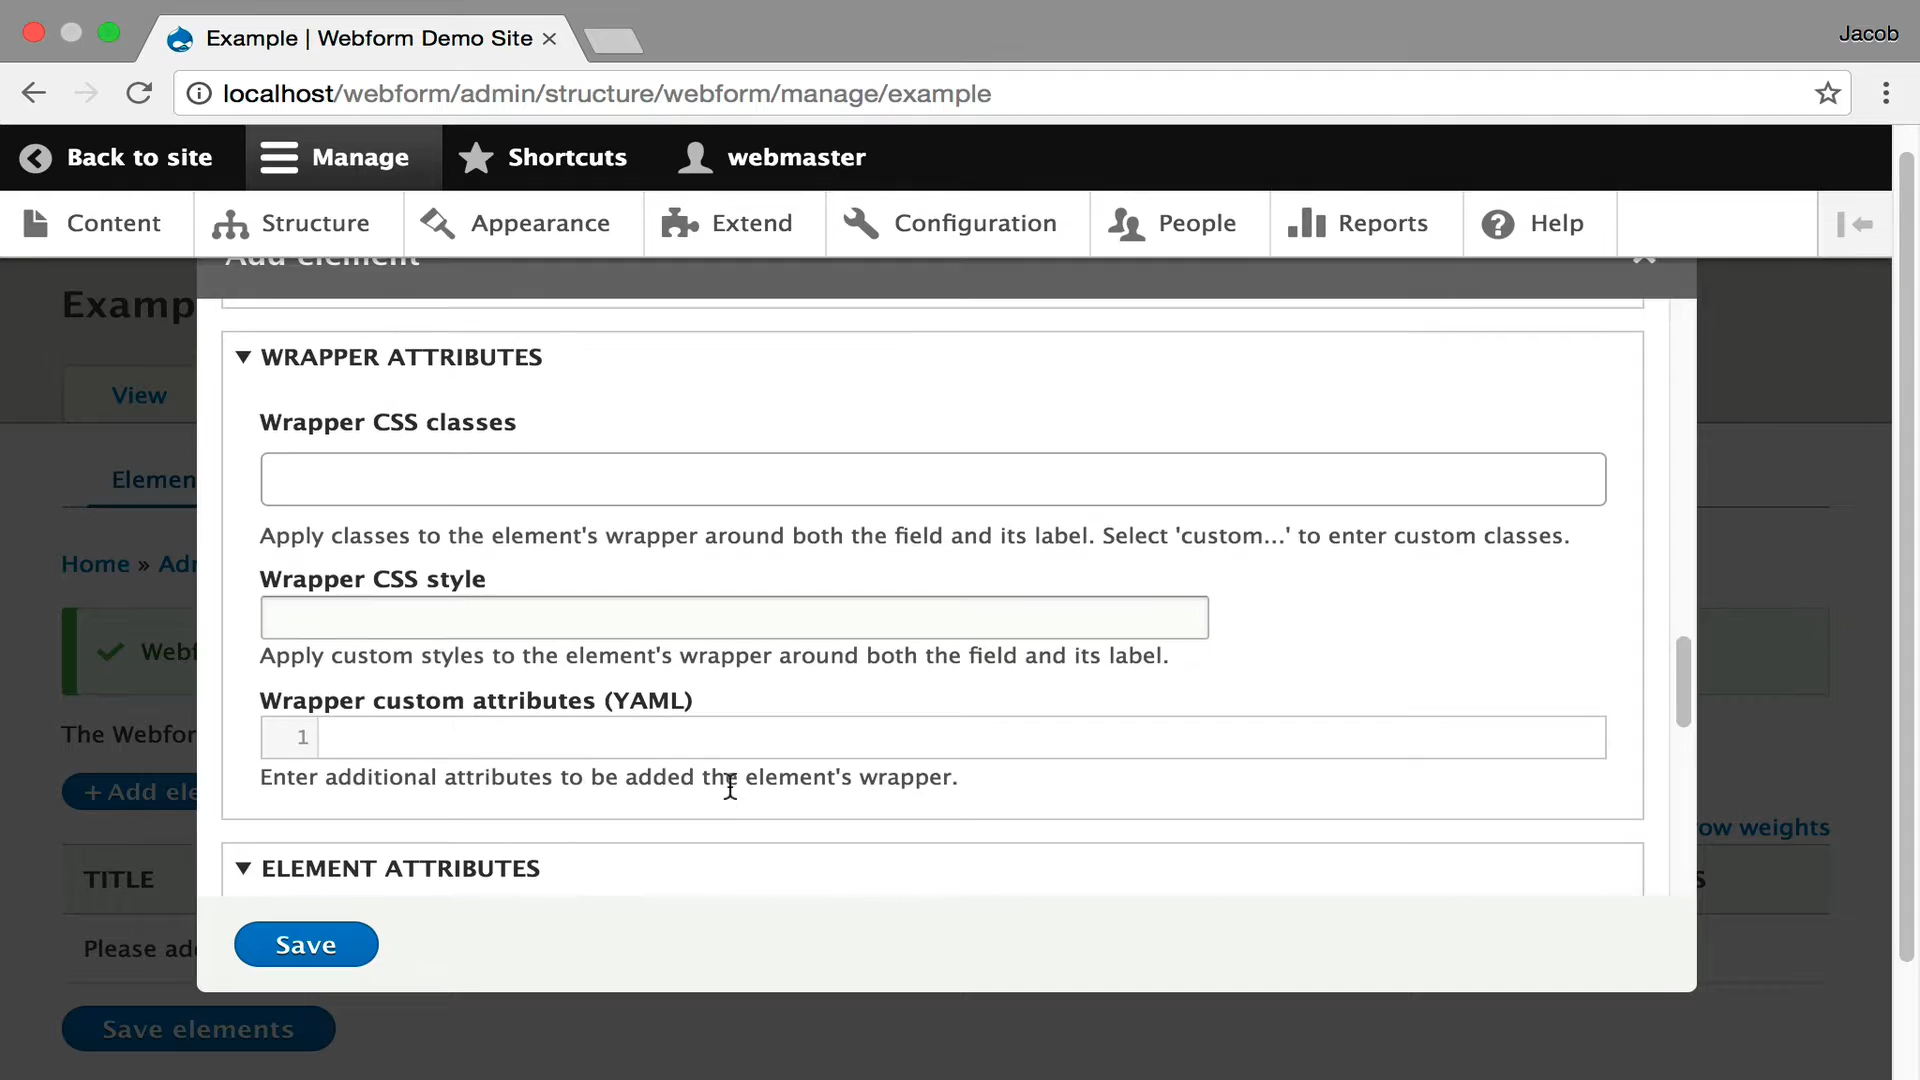 Example | Webform Demo Site
Jacob
localhost/webform/admin/structure/webform/manage/example
Back to site Manage Shortcuts webmaster
Content Structure Appearance Extend Configuration People Reports Help
Add element
Examp
View
WRAPPER ATTRIBUTES
Wrapper CSS classes
Elemen
Apply classes to the element's wrapper around both the field and its label. Select 'custom...' to enter custom classes.
Home » Adn
Wrapper CSS style
Webf
Apply custom styles to the element's wrapper around both the field and its label.
Wrapper custom attributes (YAML)
The Webfor
1
Enter additional attributes to be added the element's wrapper.
+ Add ele
ow weights
ELEMENT ATTRIBUTES
TITLE
S
Save
Please add
Save elements